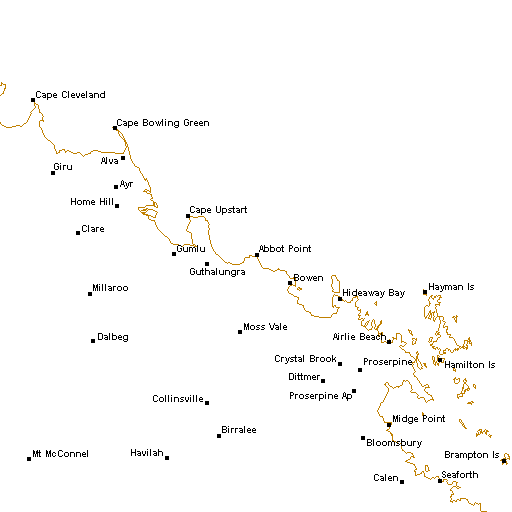 Cape Cleveland
Cape Bowling Green
Alva
Giru
Ayr
Home Hill
Cape Upstart
Clare
Gumlu
Abbot Point
Guthalungra
Bowen
Millaroo
Hideaway Bay
Hayman Is
Moss Vale
Dalbeg
Airlie Beach
Crystal Brook
Proserpine
Hamilton Is
Dittmer
Proserpine Ap
Collinsville
Midge Point
Birralee
Bloomsbury
Mt McConnel
Havilah
Brampton Is
Calen
Seaforth